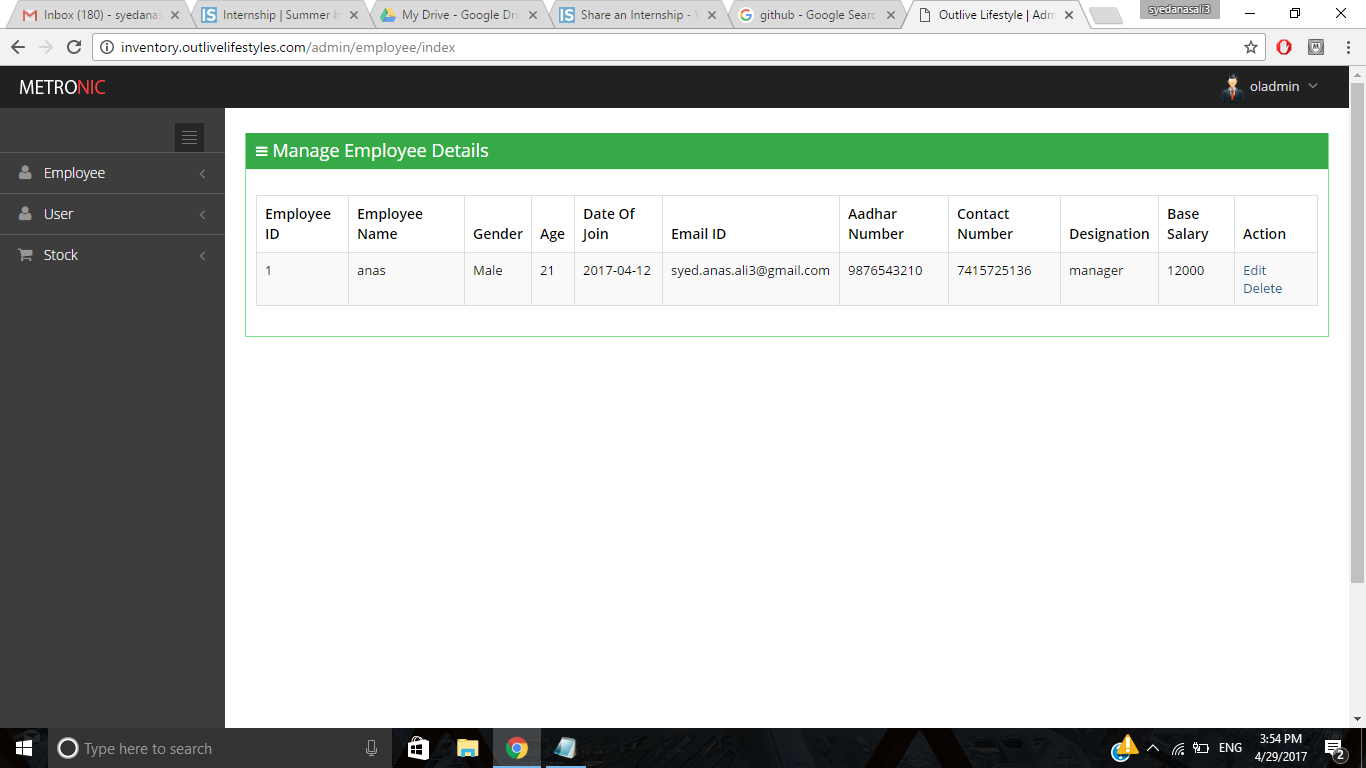 Inbox (180) - syedanas
Internship | Summer In
My Drive - Google Dri
Share an Internship - 
github - Google Searc
Outlive Lifestyle | Adm
syedanasali3
inventory.outlivelifestyles.com/admin/employee/index
METRONIC
oladmin
Employee
User
Stock
Manage Employee Details
Employee ID
Employee Name
Gender
Age
Date Of Join
Email ID
Aadhar Number
Contact Number
Designation
Base Salary
Action
1
anas
Male
21
2017-04-12
syed.anas.ali3@gmail.com
9876543210
7415725136
manager
12000
Edit
Delete
Type here to search
ENG
3:54 PM
4/29/2017
2